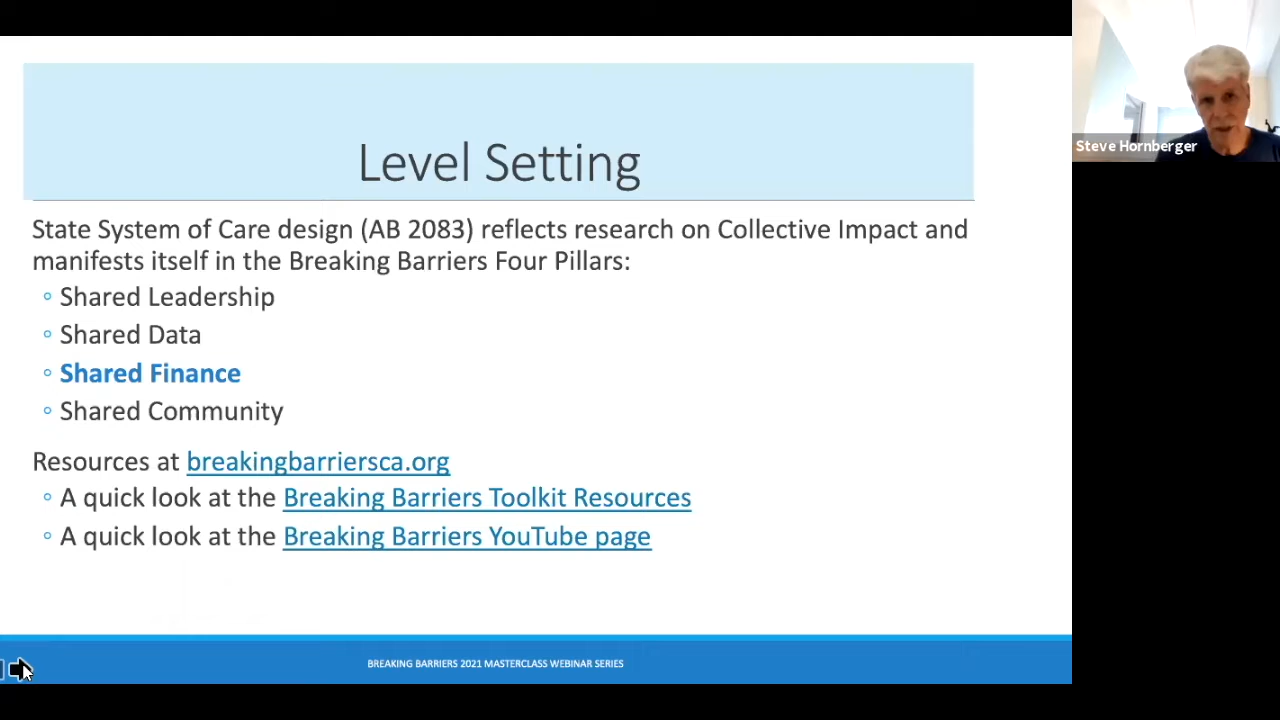 Level Setting
State System of Care design (AB 2083) reflects research on Collective Impact and
manifests itself in the Breaking Barriers Four Pillars:
◦ Shared Leadership
◦ Shared Data
◦ Shared Finance
◦ Shared Community
Resources at breakingbarriersca.org
◦ A quick look at the Breaking Barriers Toolkit Resources
◦ A quick look at the Breaking Barriers YouTube page
BREAKING BARRIERS 2021 MASTERCLASS WEBINAR SERIES
Steve Hornberger